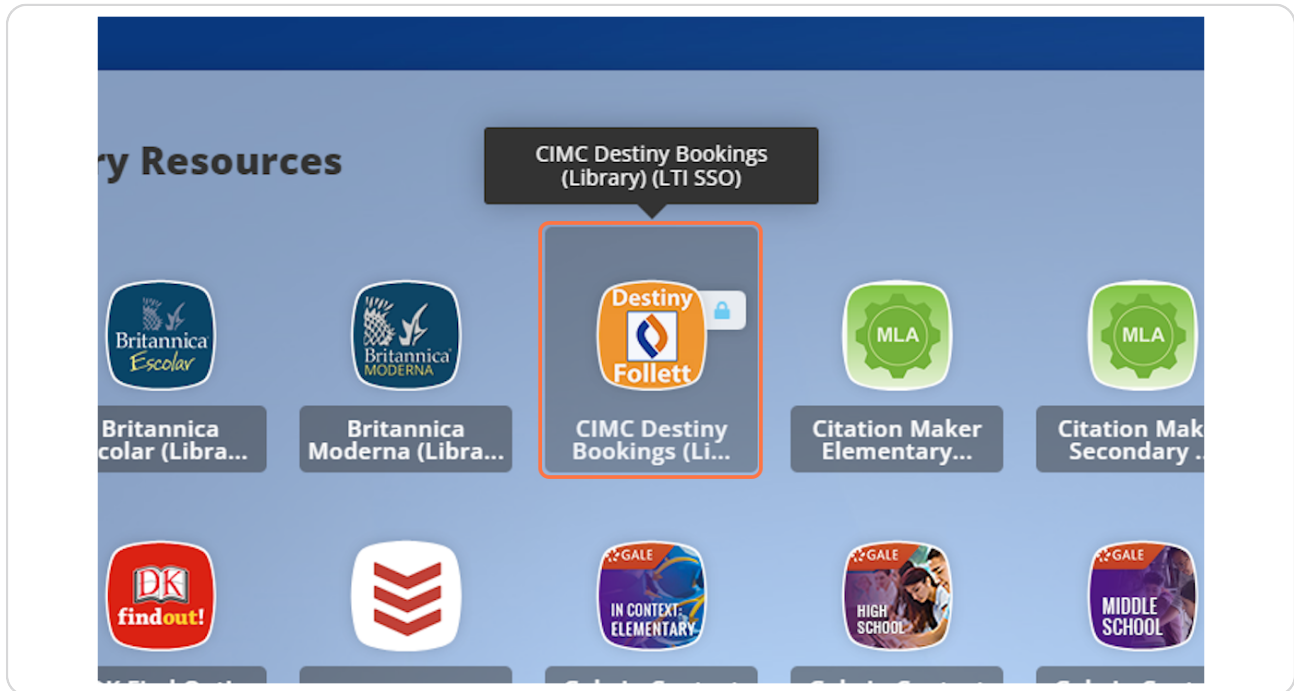 ry Resources
CIMC Destiny Bookings
(Library) (LTI SSO)
Britannica
Escolar
Britannica
MODERNA
Destiny
Follett
MLA
MLA
Britannica
colar (Libra...
Britannica
Moderna (Libra...
CIMC Destiny
Bookings (Li...
Citation Maker
Elementary...
Citation Mak
Secondary ..
DK
findout!
GALE
IN CONTEXT:
ELEMENTARY
GALE
HIGH
SCHOOL
GALE
MIDDLE
SCHOOL